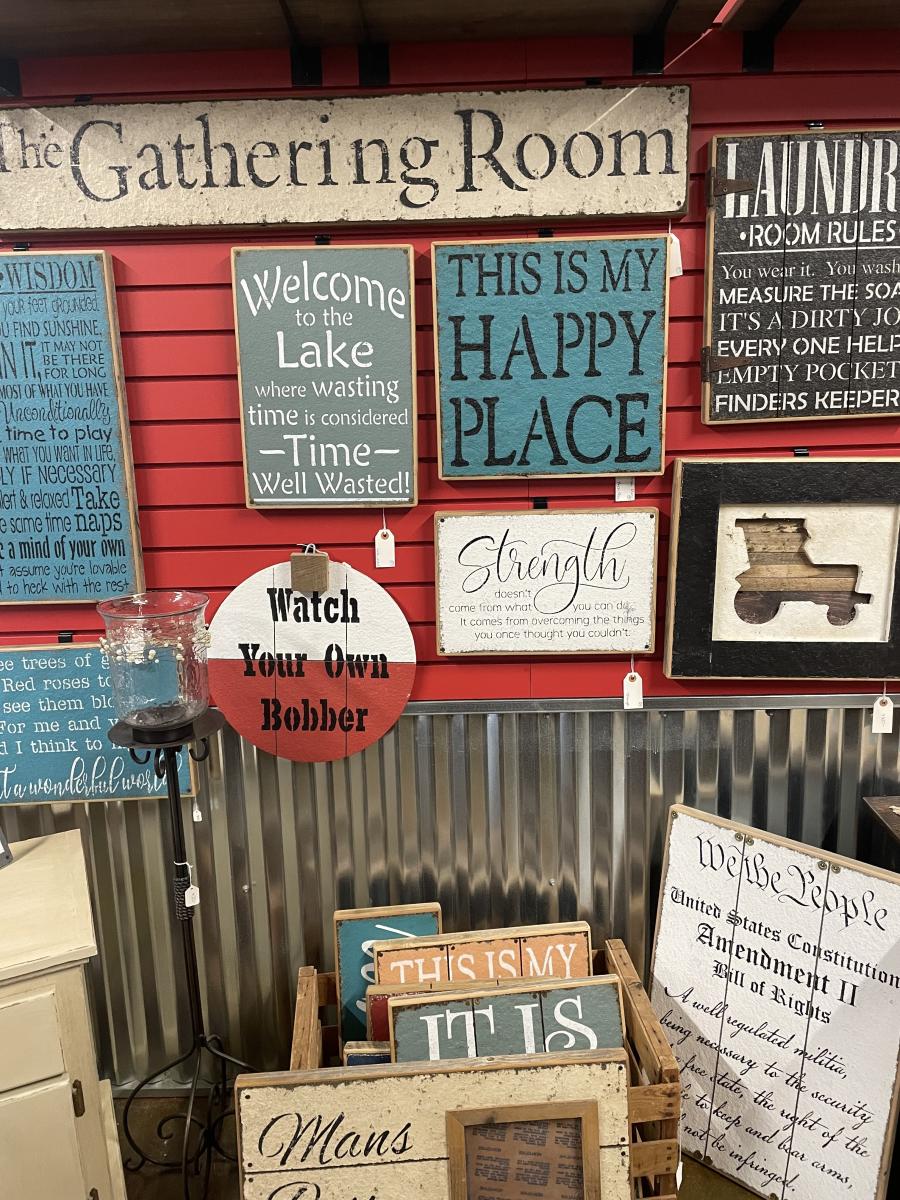 The Gathering Room
WISDOM
YOUR FEET GROUNDED.
FIND SUNSHINE,
IN IT, IT MAY NOT
BE THERE
FOR LONG
MOST OF WHAT YOU HAVE
Unconditionally
time to play
WHAT YOU WANT IN LIFE.
IF NECESSARY
& relaxed Take
same time naps
a mind of your own
assume you're lovable
to heck with the rest
Welcome
to the
Lake
where wasting
time is considered
–Time–
Well Wasted!
THIS IS MY
HAPPY
PLACE
LAUNDR
•ROOM RULES•
You wear it. You wash
MEASURE THE SOA
IT'S A DIRTY JO
EVERY ONE HELP
EMPTY POCKET
FINDERS KEEPER
Strength
doesn't
come from what you can do.
It comes from overcoming the things
you once thought you couldn't.
Watch
Your Own
Bobber
see trees of g
Red roses to
see them blo
For me and y
I think to m
a wonderful world
THIS IS MY
IT IS
Mans
We the People
United States Constitution
Amendment II
Bill of Rights
A well regulated militia,
being necessary to the security
free state, the right of the
to keep and bear arms,
not be infringed.